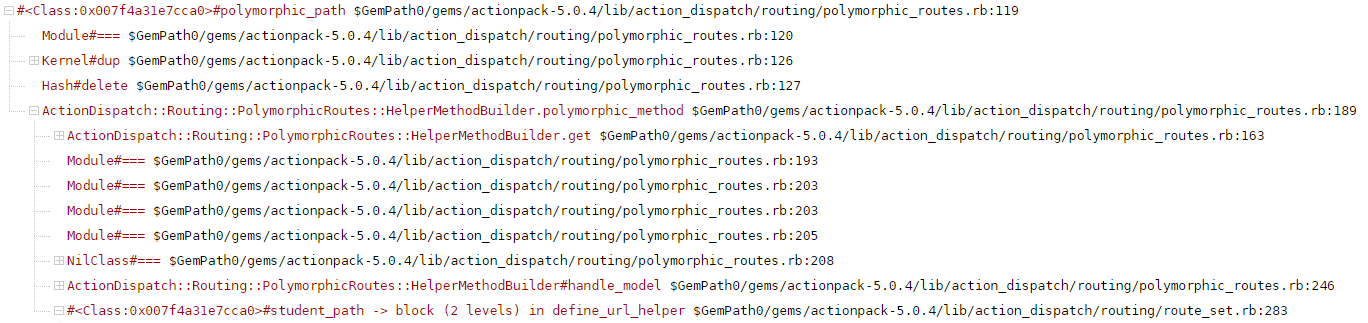 #<Class:0x007f4a31e7cca0>#polymorphic_path $GemPath0/gems/actionpack-5.0.4/lib/action_dispatch/routing/polymorphic_routes.rb:119
Module#=== $GemPath0/gems/actionpack-5.0.4/lib/action_dispatch/routing/polymorphic_routes.rb:120
Kernel#dup $GemPath0/gems/actionpack-5.0.4/lib/action_dispatch/routing/polymorphic_routes.rb:126
Hash#delete $GemPath0/gems/actionpack-5.0.4/lib/action_dispatch/routing/polymorphic_routes.rb:127
ActionDispatch::Routing::PolymorphicRoutes::HelperMethodBuilder.polymorphic_method $GemPath0/gems/actionpack-5.0.4/lib/action_dispatch/routing/polymorphic_routes.rb:189
ActionDispatch::Routing::PolymorphicRoutes::HelperMethodBuilder.get $GemPath0/gems/actionpack-5.0.4/lib/action_dispatch/routing/polymorphic_routes.rb:163
Module#=== $GemPath0/gems/actionpack-5.0.4/lib/action_dispatch/routing/polymorphic_routes.rb:193
Module#=== $GemPath0/gems/actionpack-5.0.4/lib/action_dispatch/routing/polymorphic_routes.rb:203
Module#=== $GemPath0/gems/actionpack-5.0.4/lib/action_dispatch/routing/polymorphic_routes.rb:203
Module#=== $GemPath0/gems/actionpack-5.0.4/lib/action_dispatch/routing/polymorphic_routes.rb:205
NilClass#=== $GemPath0/gems/actionpack-5.0.4/lib/action_dispatch/routing/polymorphic_routes.rb:208
ActionDispatch::Routing::PolymorphicRoutes::HelperMethodBuilder#handle_model $GemPath0/gems/actionpack-5.0.4/lib/action_dispatch/routing/polymorphic_routes.rb:246
#<Class:0x007f4a31e7cca0>#student_path -> block (2 levels) in define_url_helper $GemPath0/gems/actionpack-5.0.4/lib/action_dispatch/routing/route_set.rb:283